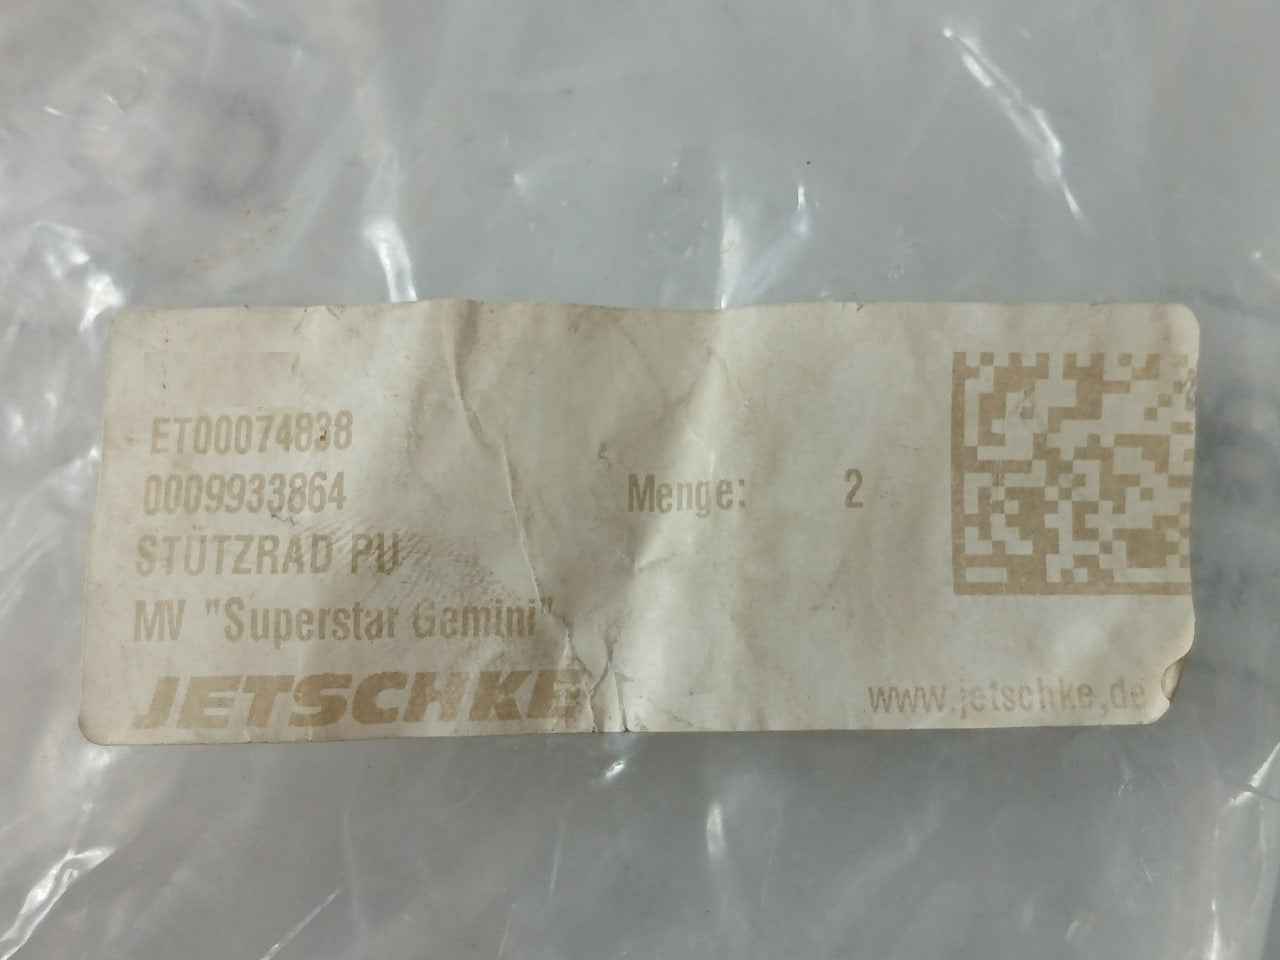 ET00074838
0009933864
Menge: 2
STÜTZRAD PU
MV "Superstar Gemini"
JETSCHKE
www.jetschke.de